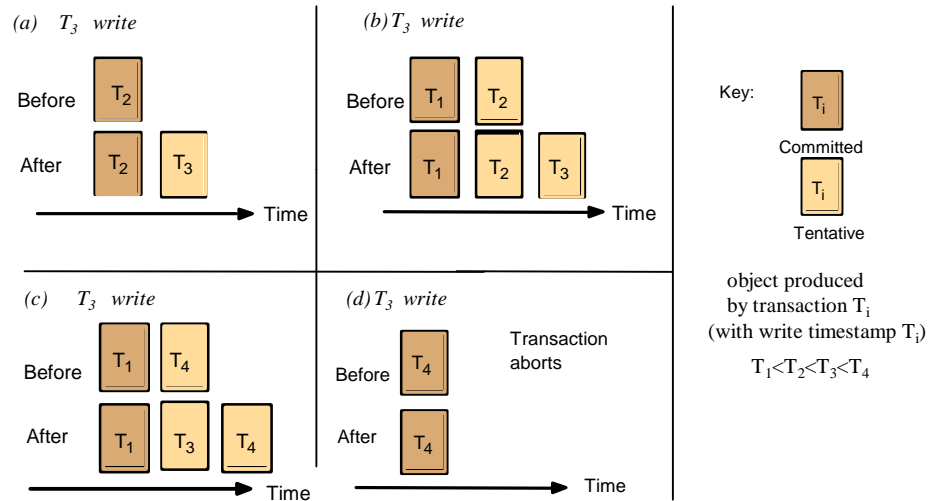 (a) T3 write
Before
T2
After
T2 T3
Time
(b) T3 write
Before
T1 T2
After
T1 T2 T3
Time
(c) T3 write
Before
T1 T4
After
T1 T3 T4
Time
(d) T3 write
Transaction
aborts
Before
T4
After
T4
Time
Key:
Ti
Committed
Ti
Tentative
object produced
by transaction Ti
(with write timestamp Ti)
T1<T2<T3<T4